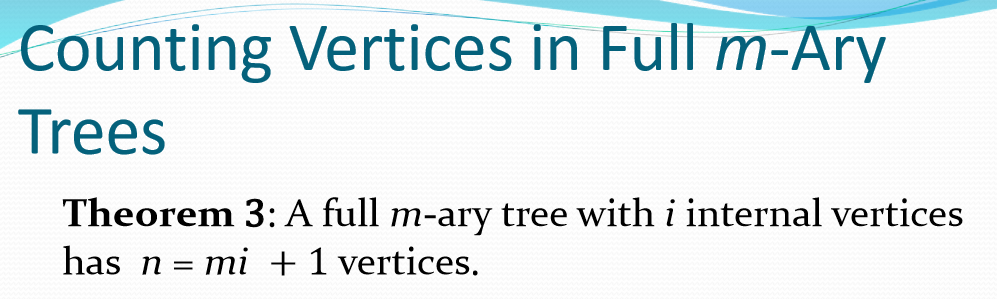 Counting Vertices in Full m-Ary
Trees
Theorem 3: A full m-ary tree with i internal vertices
has n = mi + 1 vertices.